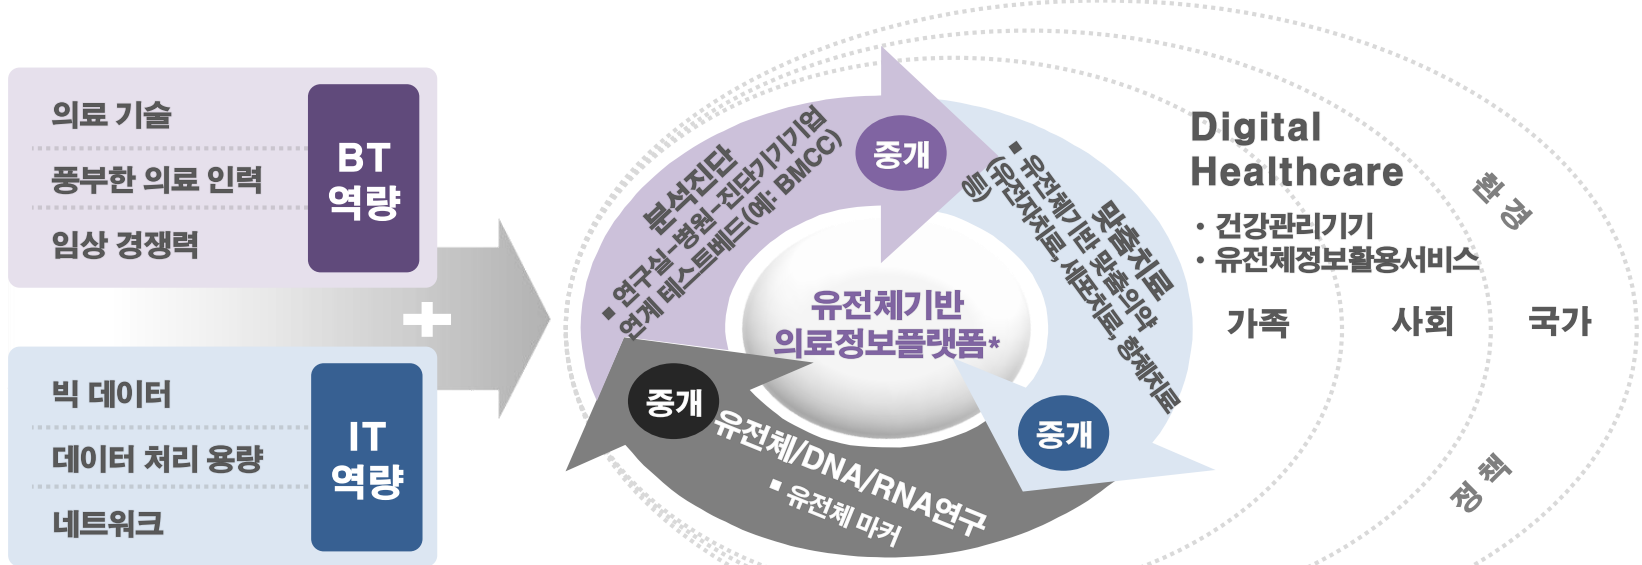 의료 기술
풍부한 의료 인력
임상 경쟁력
BT
역량
빅 데이터
데이터 처리 용량
네트워크
IT
역량
분석진단
▪ 연구실-병원-진단기기기업
연계 테스트베드(예: BMCC)
중개
맞춤치료
▪ 유전체기반 맞춤의약
(유전자치료, 세포치료, 항체치료
등)
중개
유전체/DNA/RNA연구
▪ 유전체 마커
중개
유전체기반
의료정보플랫폼*
Digital
Healthcare
· 건강관리기기
· 유전체정보활용서비스
가족
사회
국가
환경
정책